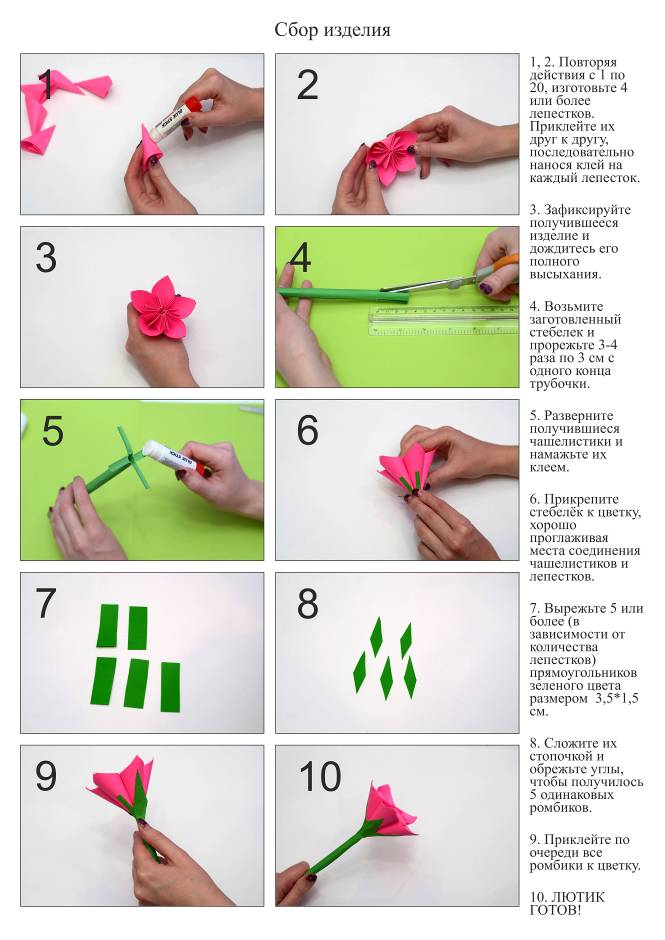 Сбор изделия
1
2
3
4
5
6
7
8
9
10
GLUE STICK
GLUE STICK
1, 2. Повторяя
действия с 1 по
20, изготовьте 4
или более
лепестков.
Приклейте их
друг к другу,
последовательно
нанося клей на
каждый лепесток.
3. Зафиксируйте
получившееся
изделие и
дождитесь его
полного
высыхания.
4. Возьмите
заготовленный
стебелек и
прорежьте 3-4
раза по 3 см с
одного конца
трубочки.
5. Разверните
получившиеся
чашелистики и
намажьте их
клеем.
6. Прикрепите
стебелёк к цветку,
хорошо
проглаживая
места соединения
чашелистиков и
лепестков.
7. Вырежьте 5 или
более (в
зависимости от
количества
лепестков)
прямоугольников
зеленого цвета
размером 3,5*1,5
см.
8. Сложите их
стопочкой и
обрежьте углы,
чтобы получилось
5 одинаковых
ромбиков.
9. Приклейте по
очереди все
ромбики к цветку.
10. ЛЮТИК
ГОТОВ!